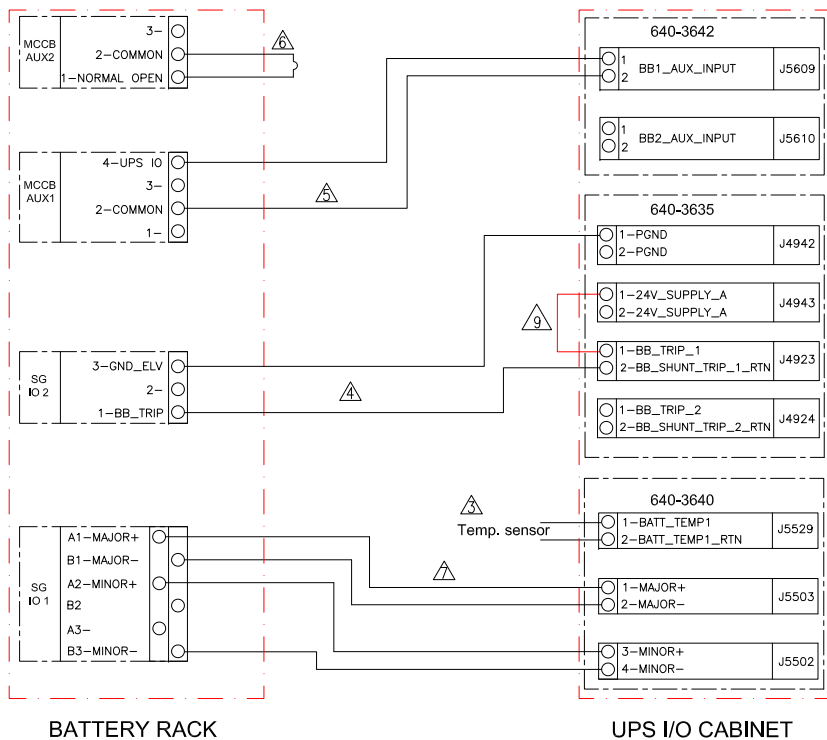 MCCB
AUX2
3-
2-COMMON
1-NORMAL OPEN
6
MCCB
AUX1
4-UPS IO
3-
2-COMMON
1-
5
SG
IO 2
3-GND_ELV
2-
1-BB_TRIP
4
SG
IO 1
A1-MAJOR+
B1-MAJOR-
A2-MINOR+
B2
A3-
B3-MINOR-
7
3
Temp. sensor
9
640-3642
1
2
BB1_AUX_INPUT
J5609
1
2
BB2_AUX_INPUT
J5610
640-3635
1-PGND
2-PGND
J4942
1-24V_SUPPLY_A
2-24V_SUPPLY_A
J4943
1-BB_TRIP_1
2-BB_SHUNT_TRIP_1_RTN
J4923
1-BB_TRIP_2
2-BB_SHUNT_TRIP_2_RTN
J4924
640-3640
1-BATT_TEMP1
2-BATT_TEMP1_RTN
J5529
1-MAJOR+
2-MAJOR-
J5503
3-MINOR+
4-MINOR-
J5502
BATTERY RACK
UPS I/O CABINET